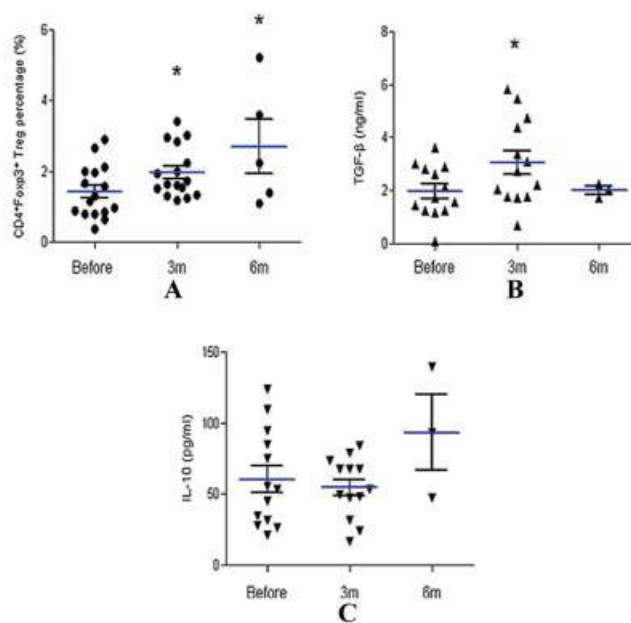 CD4⁺Foxp3⁺ Treg percentage (%)
6
4
2
0
*
*
Before 3m 6m
A
TGF-β (ng/ml)
8
6
4
2
0
*
Before 3m 6m
B
IL-10 (pg/ml)
150
100
50
0
Before 3m 6m
C